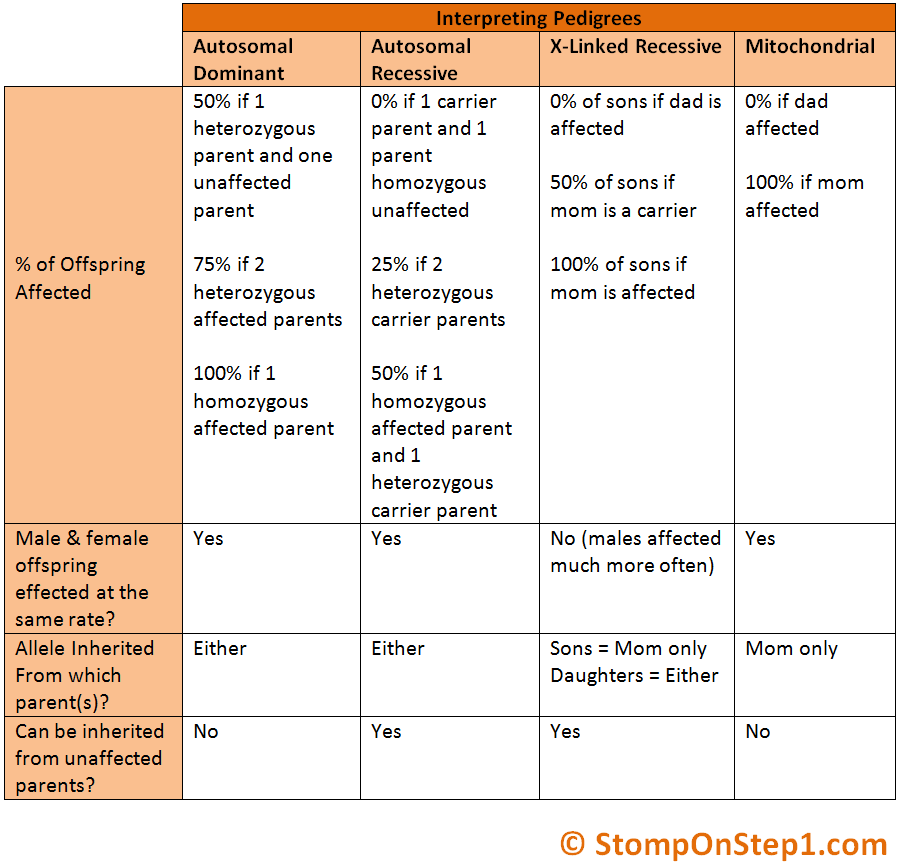 Interpreting Pedigrees
Autosomal
Dominant
Autosomal
Recessive
X-Linked Recessive
Mitochondrial
% of Offspring
Affected
50% if 1
heterozygous
parent and one
unaffected
parent
75% if 2
heterozygous
affected parents
100% if 1
homozygous
affected parent
0% if 1 carrier
parent and 1
parent
homozygous
unaffected
25% if 2
heterozygous
carrier parents
50% if 1
homozygous
affected parent
and 1
heterozygous
carrier parent
0% of sons if dad is
affected
50% of sons if
mom is a carrier
100% of sons if
mom is affected
0% if dad
affected
100% if mom
affected
Male & female
offspring
effected at the
same rate?
Yes
Yes
No (males affected
much more often)
Yes
Allele Inherited
From which
parent(s)?
Either
Either
Sons = Mom only
Daughters = Either
Mom only
Can be inherited
from unaffected
parents?
No
Yes
Yes
No
© StompOnStep1.com